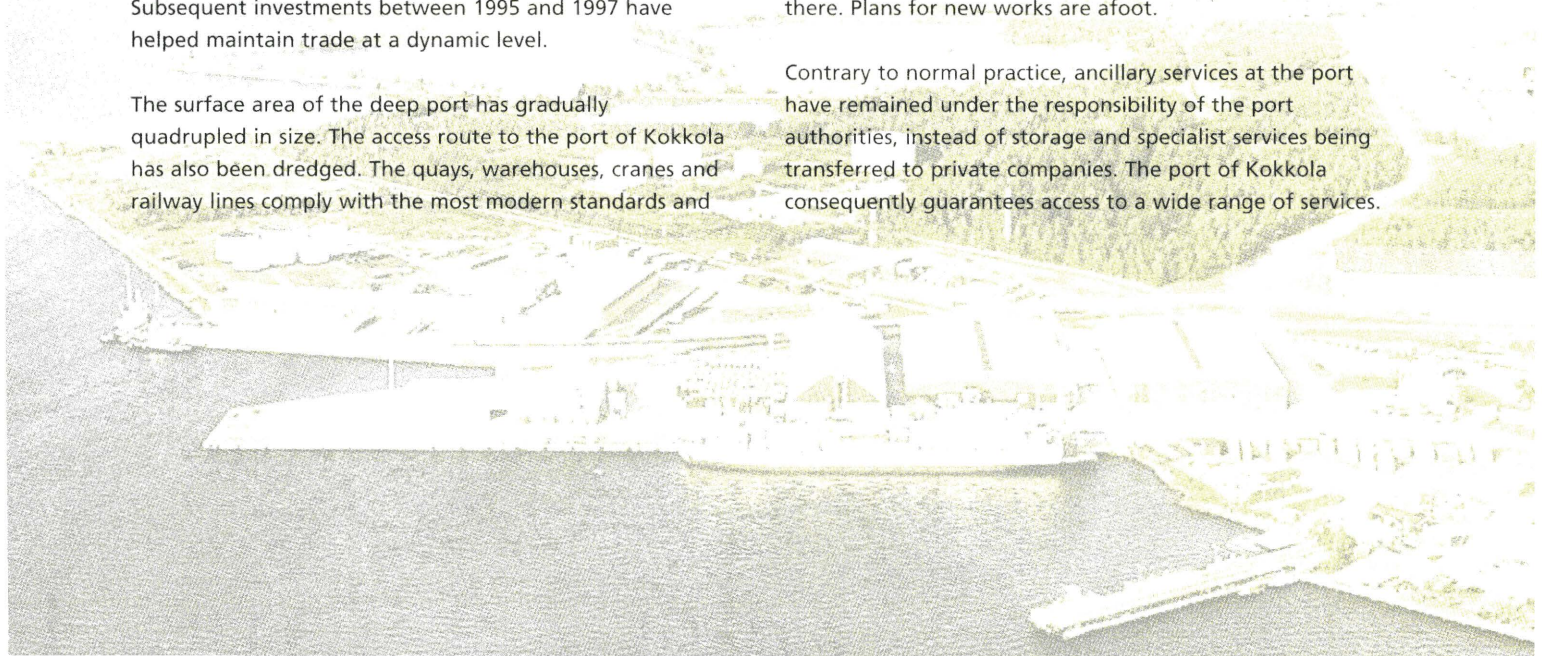 Subsequent investments between 1995 and 1997 have
helped maintain trade at a dynamic level.
The surface area of the deep port has gradually
quadrupled in size. The access route to the port of Kokkola
has also been dredged. The quays, warehouses, cranes and
railway lines comply with the most modern standards and
there. Plans for new works are afoot.
Contrary to normal practice, ancillary services at the port
have remained under the responsibility of the port
authorities, instead of storage and specialist services being
transferred to private companies. The port of Kokkola
consequently guarantees access to a wide range of services.